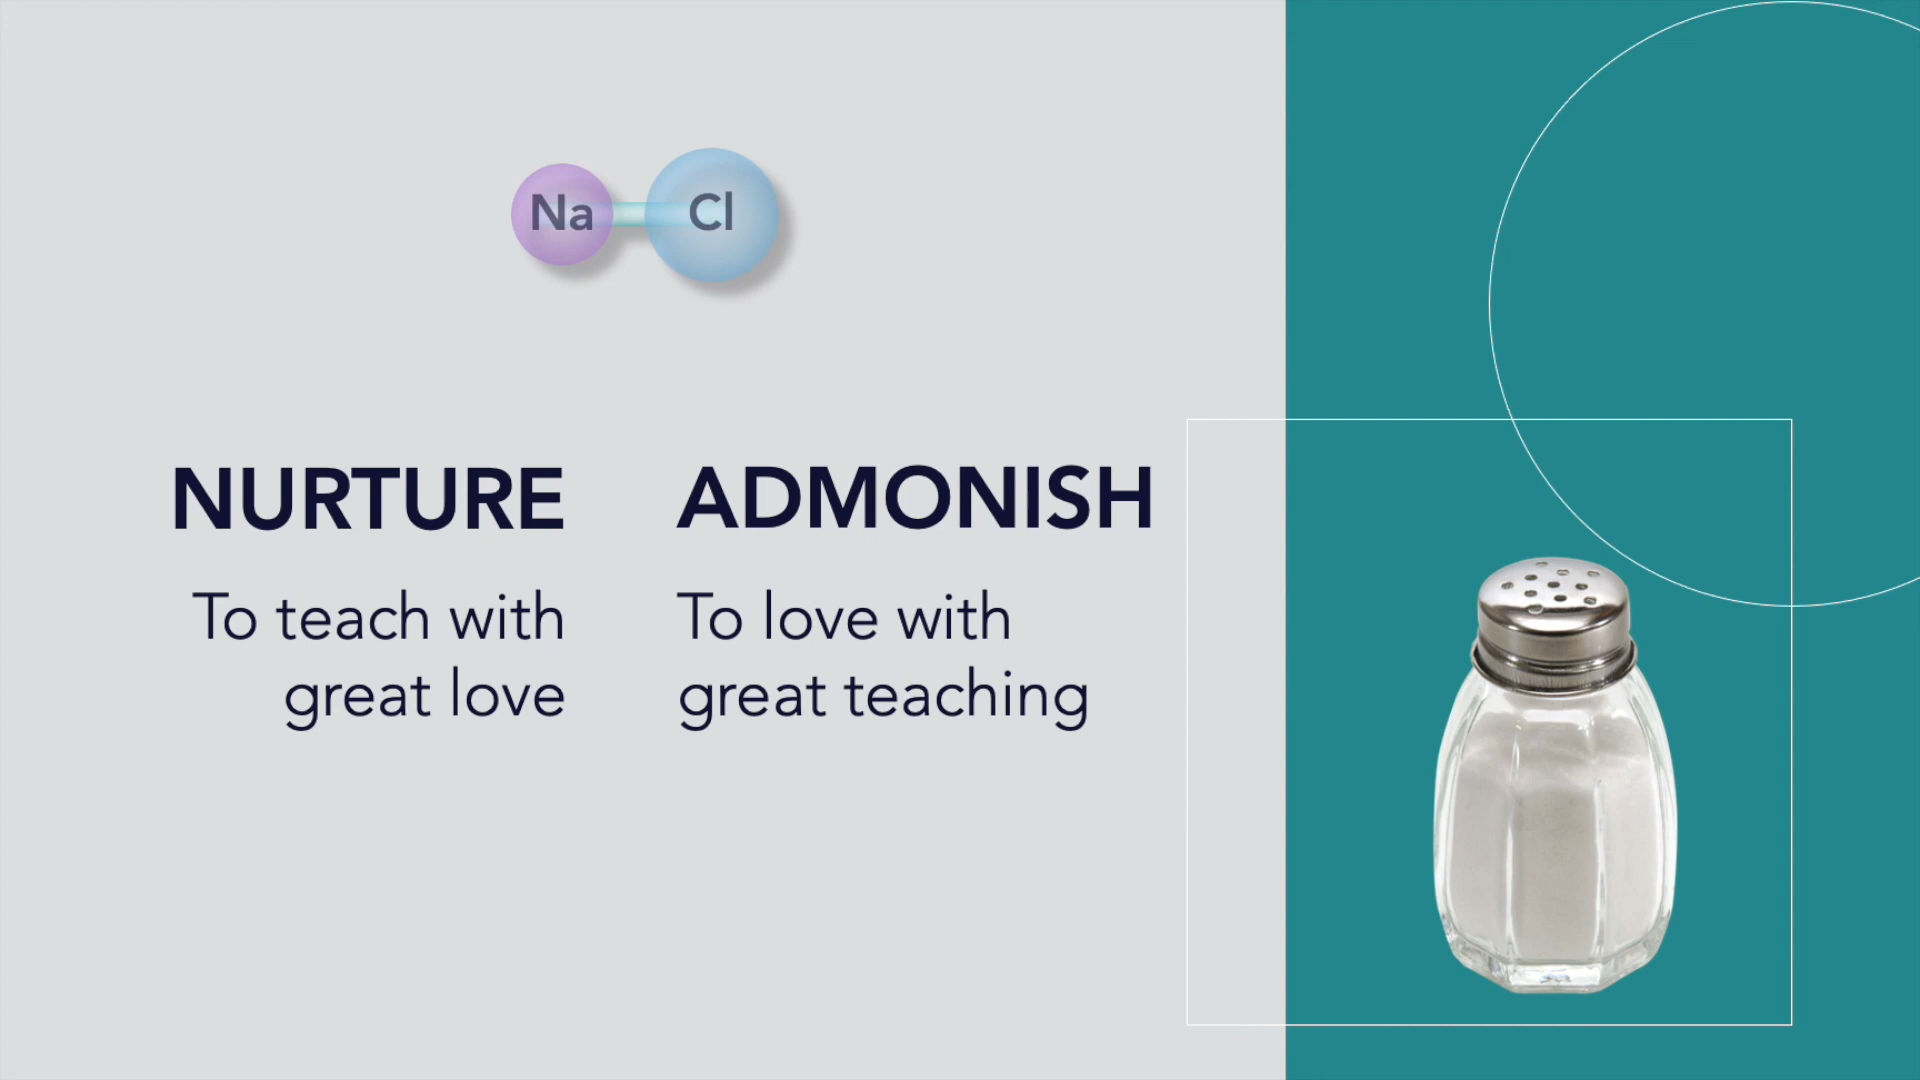 Na Cl
NURTURE
To teach with
great love
ADMONISH
To love with
great teaching